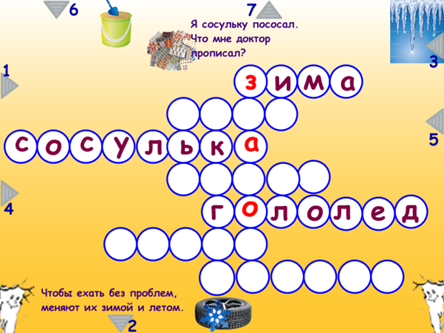 6
7
Я сосульку пососал.
Что мне доктор
прописал?
3
1
зима
сосулька
5
4
гололед
Чтобы ехать без проблем,
меняют их зимой и летом.
2